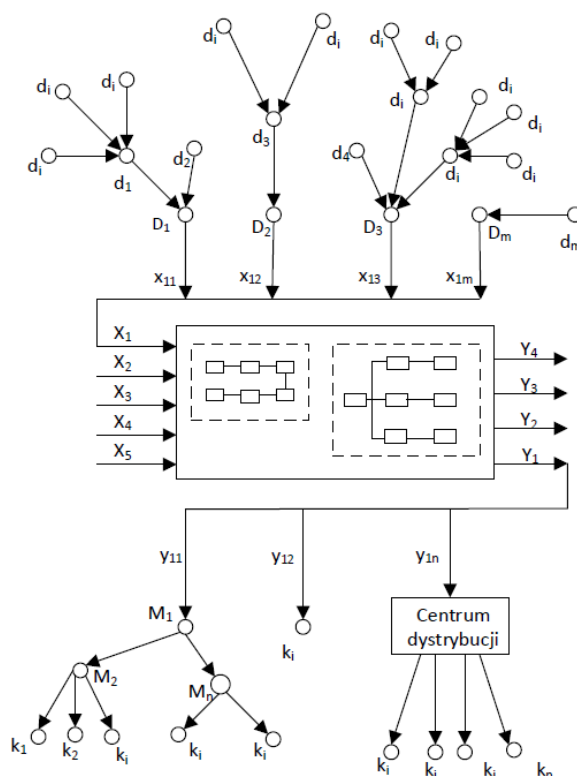 dᵢ dᵢ dᵢ dᵢ
dᵢ dᵢ dᵢ dᵢ
d₃ dᵢ dᵢ
dᵢ d₁ d₂ d₄ dᵢ dᵢ
D₁ D₂ D₃ Dₘ dₘ
x₁₁ x₁₂ x₁₃ x₁ₘ
X₁
X₂
X₃
X₄
X₅
Y₄
Y₃
Y₂
Y₁
y₁₁ y₁₂ y₁ₙ
M₁ kᵢ
Centrum
dystrybucji
M₂ Mₙ
k₁ k₂ kᵢ kᵢ kᵢ
kᵢ kᵢ kᵢ kₙ